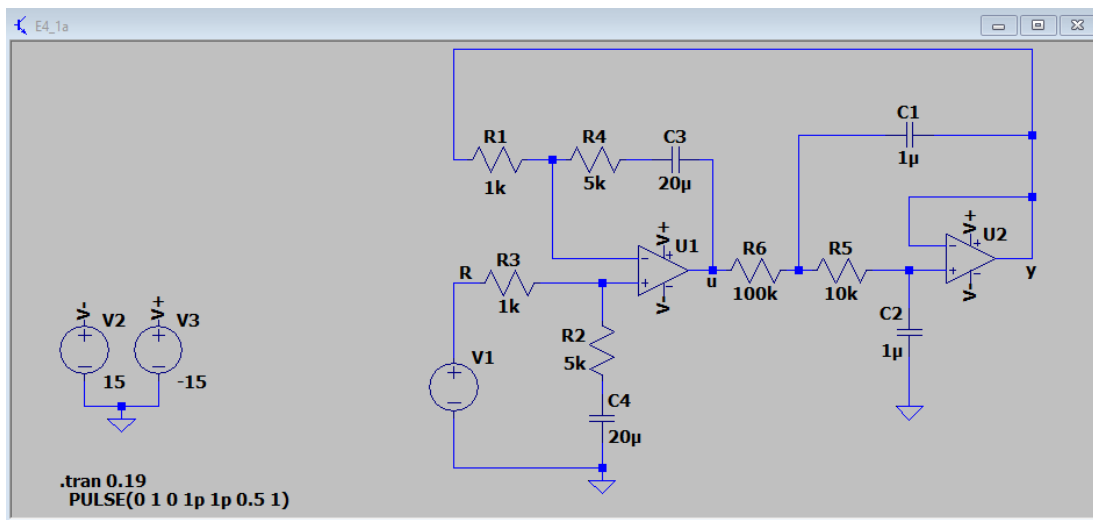 E4_1a
C1
1µ
R1
1k
R4
5k
C3
20µ
V+
U1
V-
R
R3
1k
u
R6
100k
R5
10k
V+
U2
V-
y
C2
1µ
R2
5k
C4
20µ
V1
V-
V2
15
V+
V3
-15
.tran 0.19
PULSE(0 1 0 1p 1p 0.5 1)